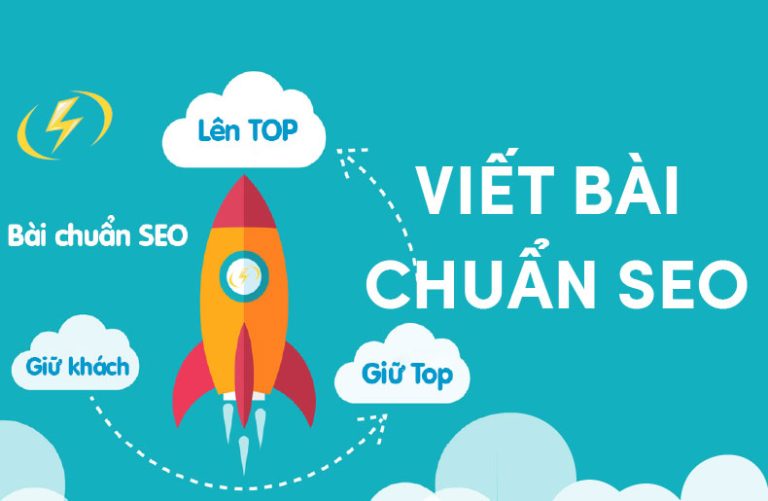 Lên TOP
VIẾT BÀI
CHUẨN SEO
Bài chuẩn SEO
Giữ khách
Giữ Top